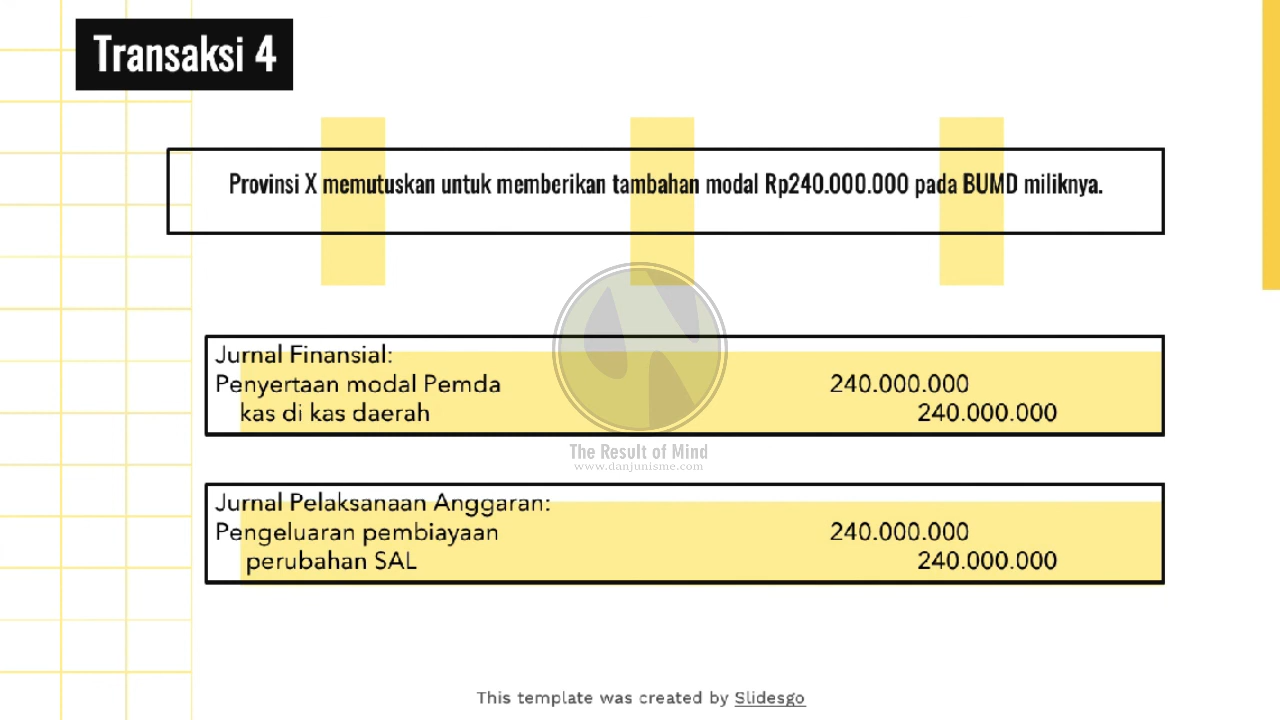 Transaksi 4
Provinsi X memutuskan untuk memberikan tambahan modal Rp240.000.000 pada BUMD miliknya.
Jurnal Finansial:
Penyertaan modal Pemda 240.000.000
kas di kas daerah 240.000.000
The Result of Mind
www.danjunisme.com
Jurnal Pelaksanaan Anggaran:
Pengeluaran pembiayaan 240.000.000
perubahan SAL 240.000.000
This template was created by Slidesgo